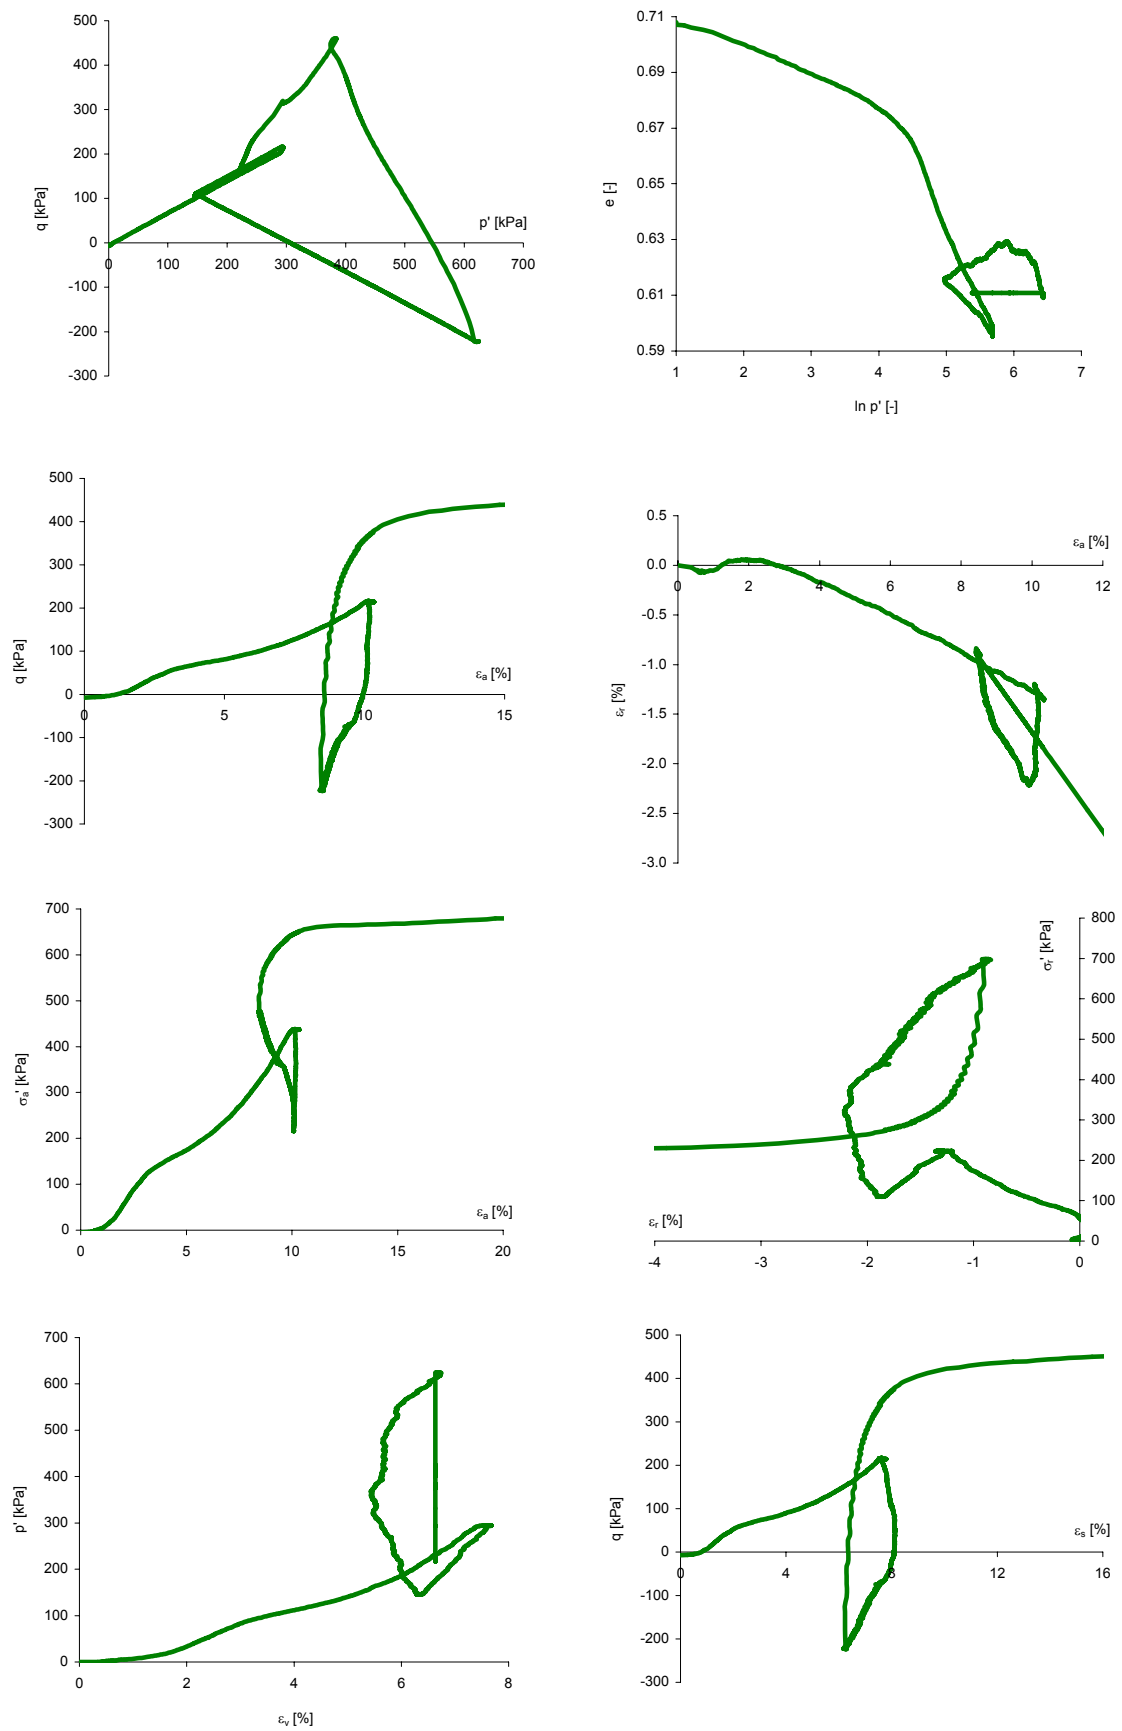 500
400
300
200
100
0
-100
-200
-300
0 100 200 300 400 500 600 700
q [kPa]
p' [kPa]
0.71
0.69
0.67
0.65
0.63
0.61
0.59
1 2 3 4 5 6 7
e [-]
ln p' [-]
500
400
300
200
100
0
-100
-200
-300
0 5 10 15
q [kPa]
εa [%]
0.5
0.0
-0.5
-1.0
-1.5
-2.0
-2.5
-3.0
0 2 4 6 8 10 12
εr [%]
εa [%]
700
600
500
400
300
200
100
0
0 5 10 15 20
σa' [kPa]
εa [%]
800
700
600
500
400
300
200
100
0
-4 -3 -2 -1 0
σr' [kPa]
εr [%]
700
600
500
400
300
200
100
0
0 2 4 6 8
p' [kPa]
εv [%]
500
400
300
200
100
0
-100
-200
-300
0 4 8 12 16
q [kPa]
εs [%]